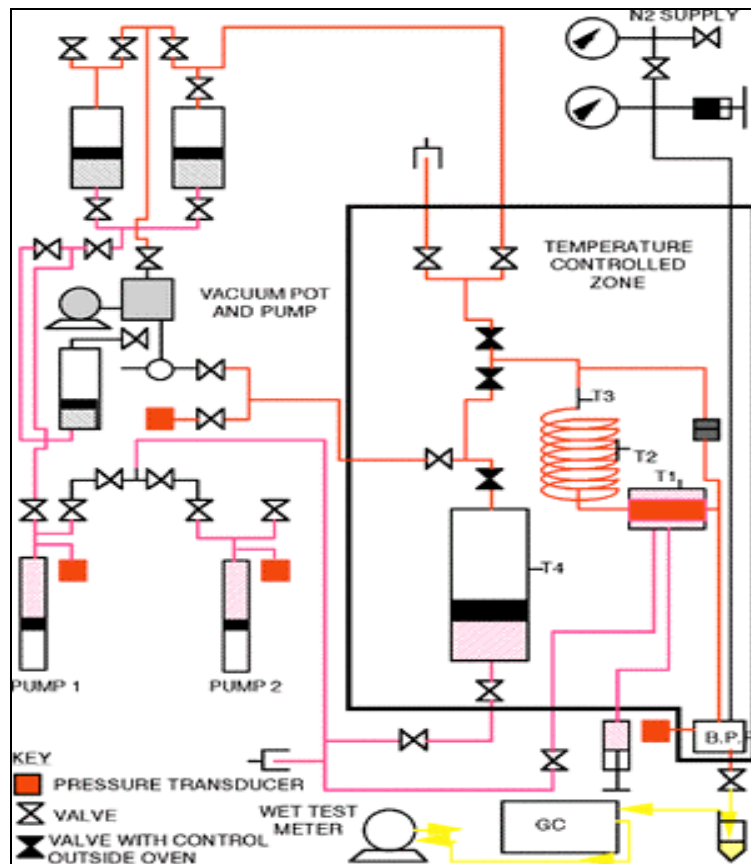 N2 SUPPLY
TEMPERATURE
CONTROLLED
ZONE
VACUUM POT
AND PUMP
T3
T2
T1
T4
PUMP 1
PUMP 2
B.P.R
KEY
PRESSURE TRANSDUCER
VALVE
VALVE WITH CONTROL
OUTSIDE OVEN
WET TEST
METER
GC